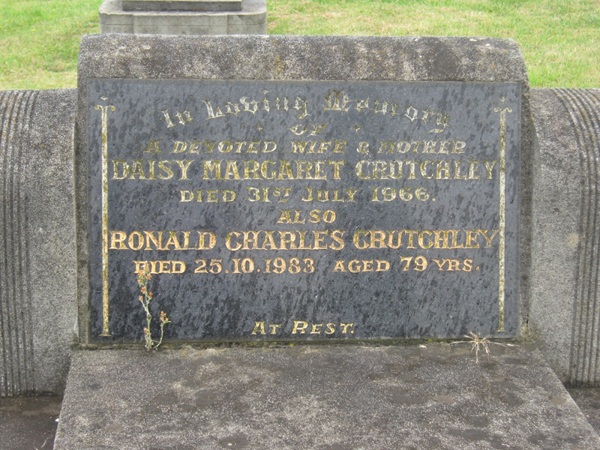 In Loving Memory
OF
A DEVOTED WIFE & MOTHER
DAISY MARGARET CRUTCHLEY
DIED 31ST JULY 1966.
ALSO
RONALD CHARLES CRUTCHLEY
DIED 25.10.1983 AGED 79 YRS.
AT REST.